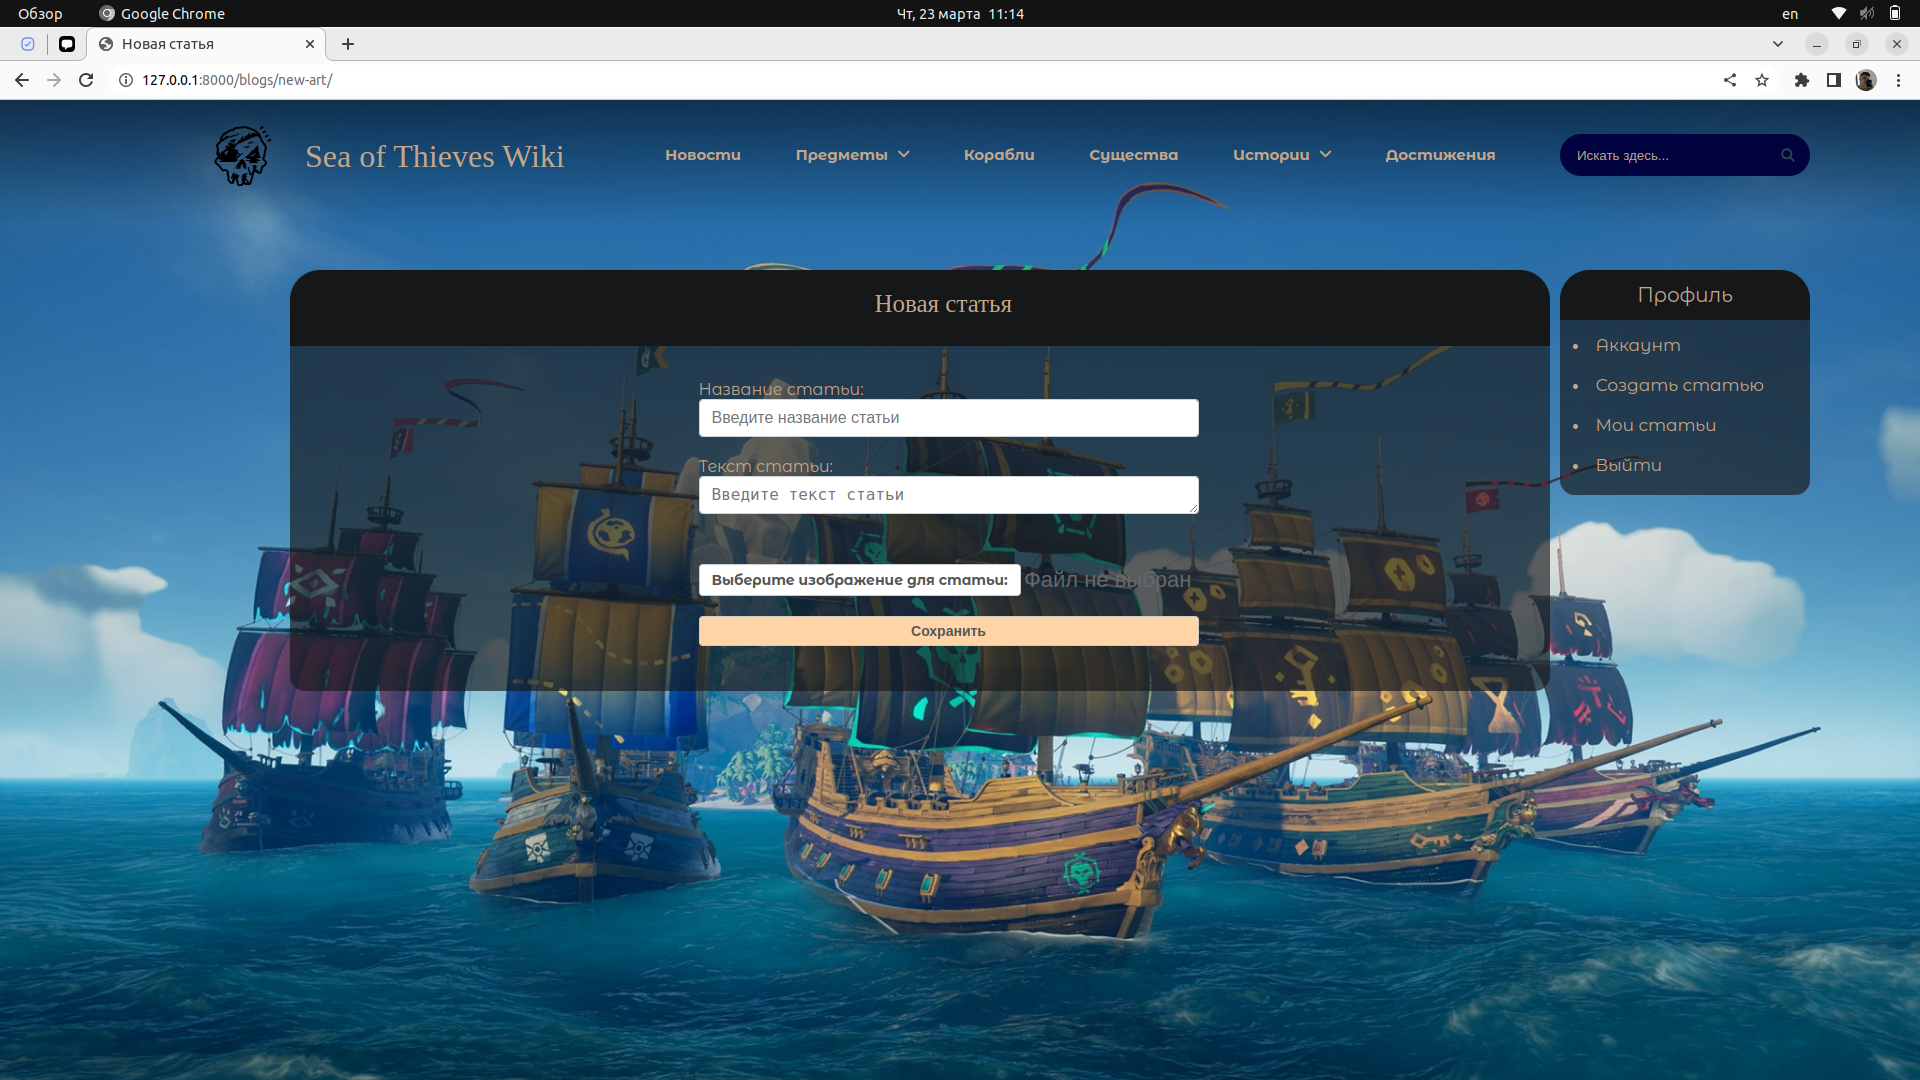 Обзор Google Chrome Чт, 23 марта 11:14 en
Новая статья
127.0.0.1:8000/blogs/new-art/
Sea of Thieves Wiki Новости Предметы Корабли Существа Истории Достижения Искать здесь...
Новая статья
Название статьи:
Введите название статьи
Текст статьи:
Введите текст статьи
Выберите изображение для статьи: Файл не выбран
Сохранить
Профиль
Аккаунт
Создать статью
Мои статьи
Выйти